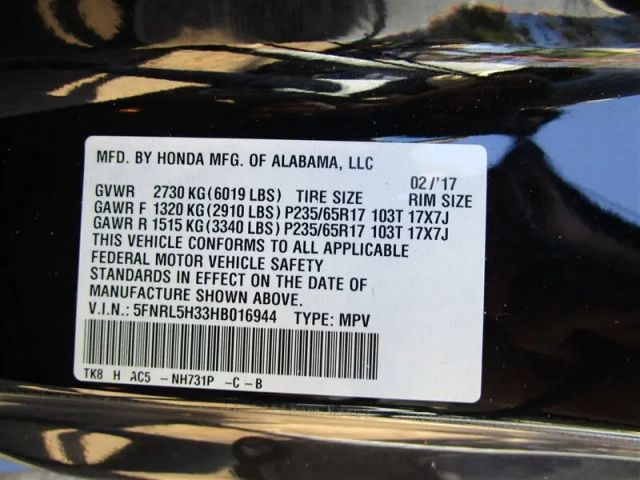 MFD. BY HONDA MFG. OF ALABAMA, LLC
02/'17
GVWR 2730 KG(6019 LBS) TIRE SIZE RIM SIZE
GAWR F 1320 KG(2910 LBS) P235/65R17 103T 17X7J
GAWR R 1515 KG(3340 LBS) P235/65R17 103T 17X7J
THIS VEHICLE CONFORMS TO ALL APPLICABLE
FEDERAL MOTOR VEHICLE SAFETY
STANDARDS IN EFFECT ON THE DATE OF
MANUFACTURE SHOWN ABOVE.
V.I.N.: 5FNRL5H33HB016944 TYPE: MPV
TK8 H AC5 -NH731P -C -B